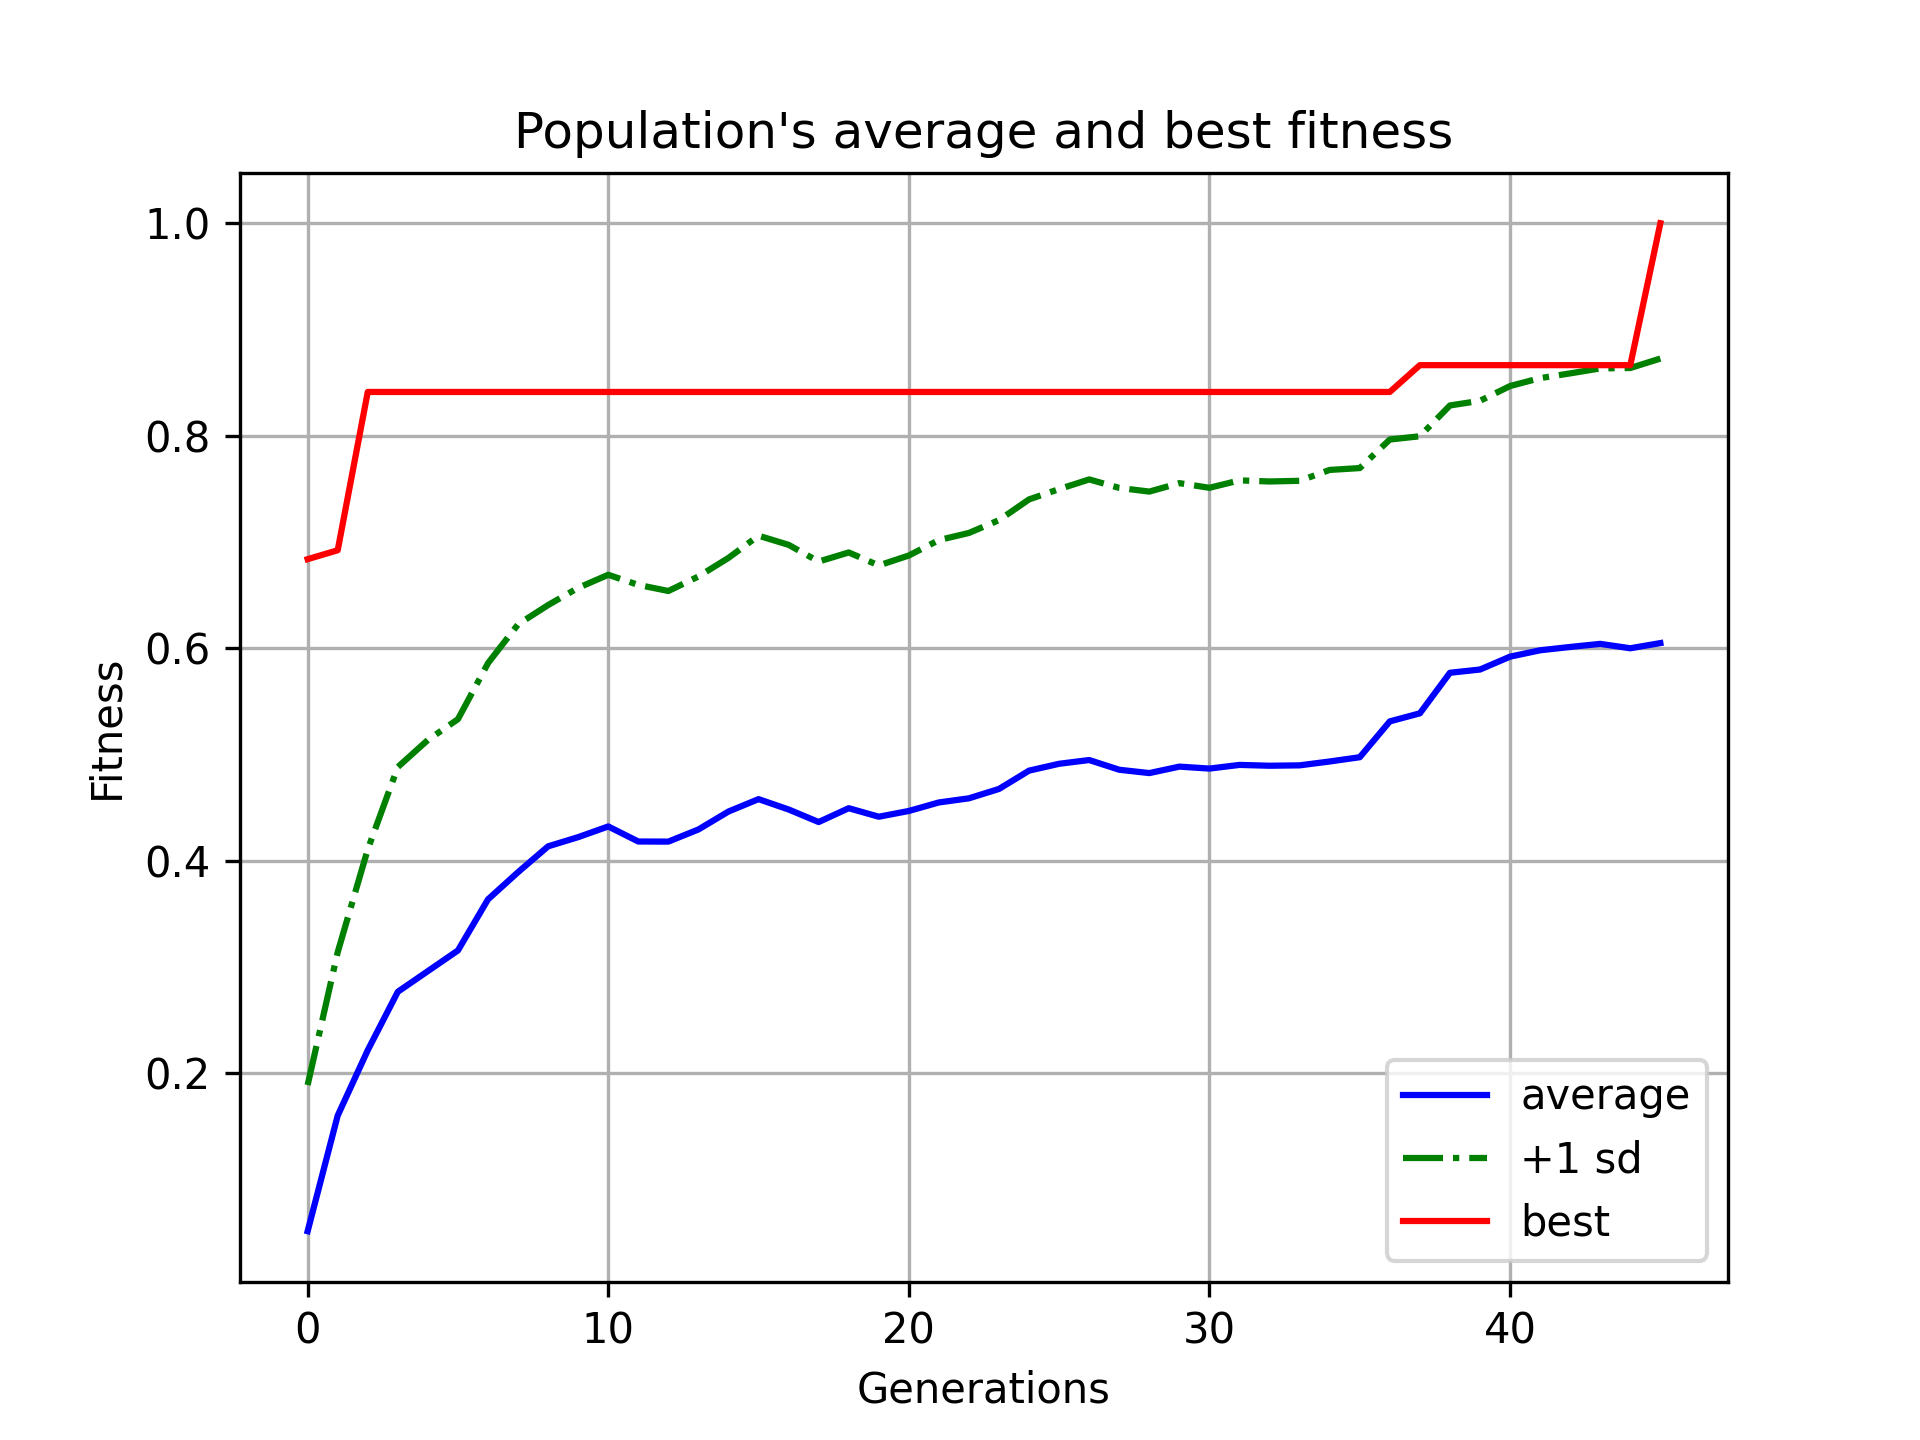 Population's average and best fitness
1.0
0.8
0.6
0.4
0.2
Fitness
0 10 20 30 40
Generations
average
+1 sd
best